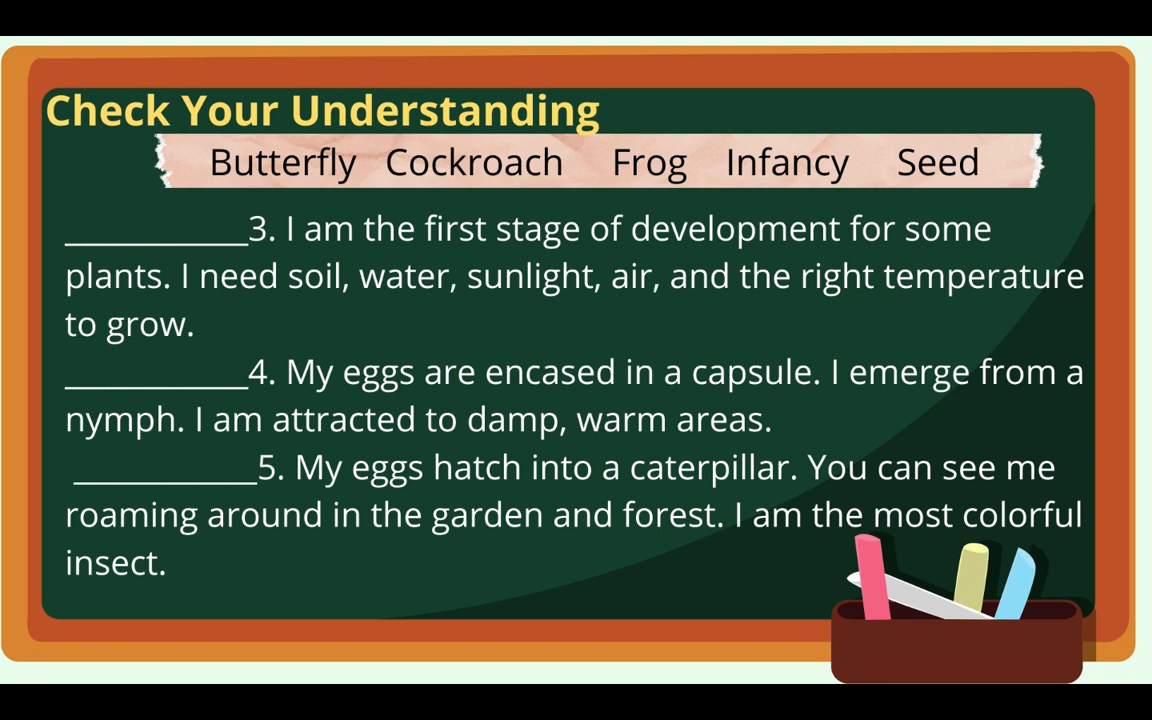 Check Your Understanding
Butterfly Cockroach Frog Infancy Seed
____________3. I am the first stage of development for some
plants. I need soil, water, sunlight, air, and the right temperature
to grow.
____________4. My eggs are encased in a capsule. I emerge from a
nymph. I am attracted to damp, warm areas.
____________5. My eggs hatch into a caterpillar. You can see me
roaming around in the garden and forest. I am the most colorful
insect.